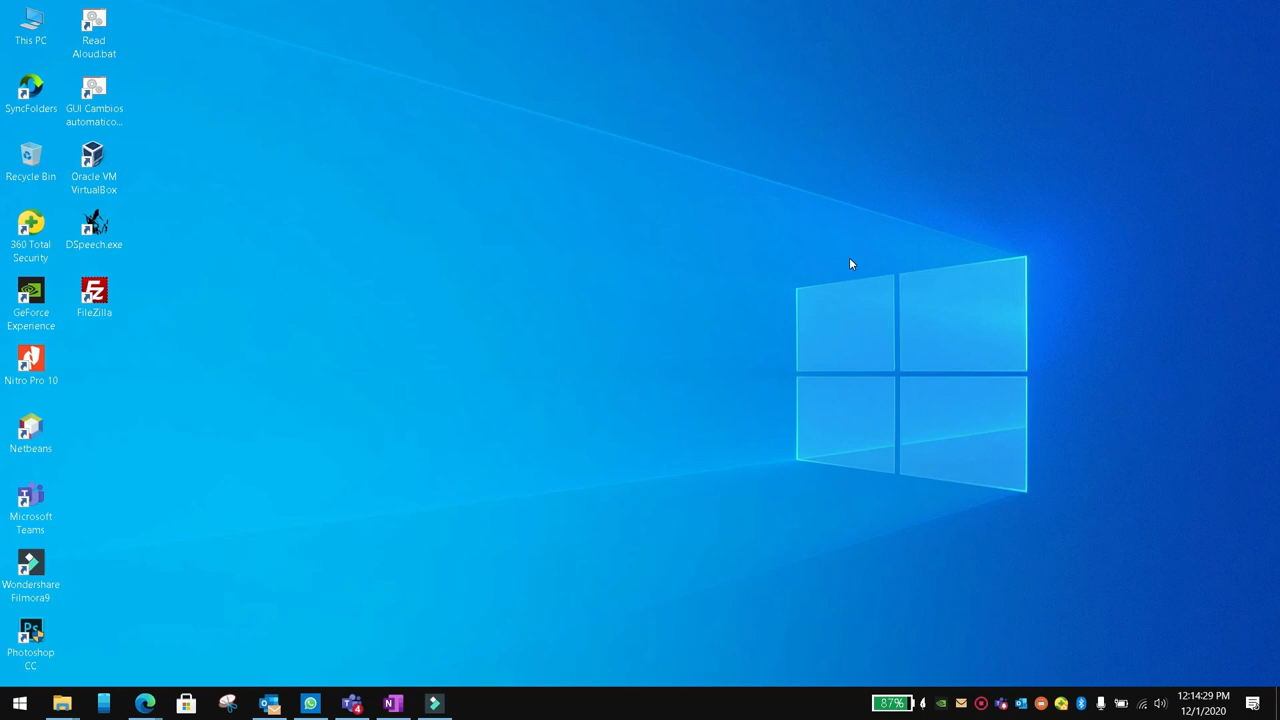 This PC
Read
Aloud.bat
SyncFolders
GUI Cambios
automatico...
Recycle Bin
Oracle VM
VirtualBox
360 Total
Security
DSpeech.exe
GeForce
Experience
FileZilla
Nitro Pro 10
Netbeans
Microsoft
Teams
Wondershare
Filmora9
Ps
Photoshop
CC
4
N
87%
12:14:29 PM
12/1/2020